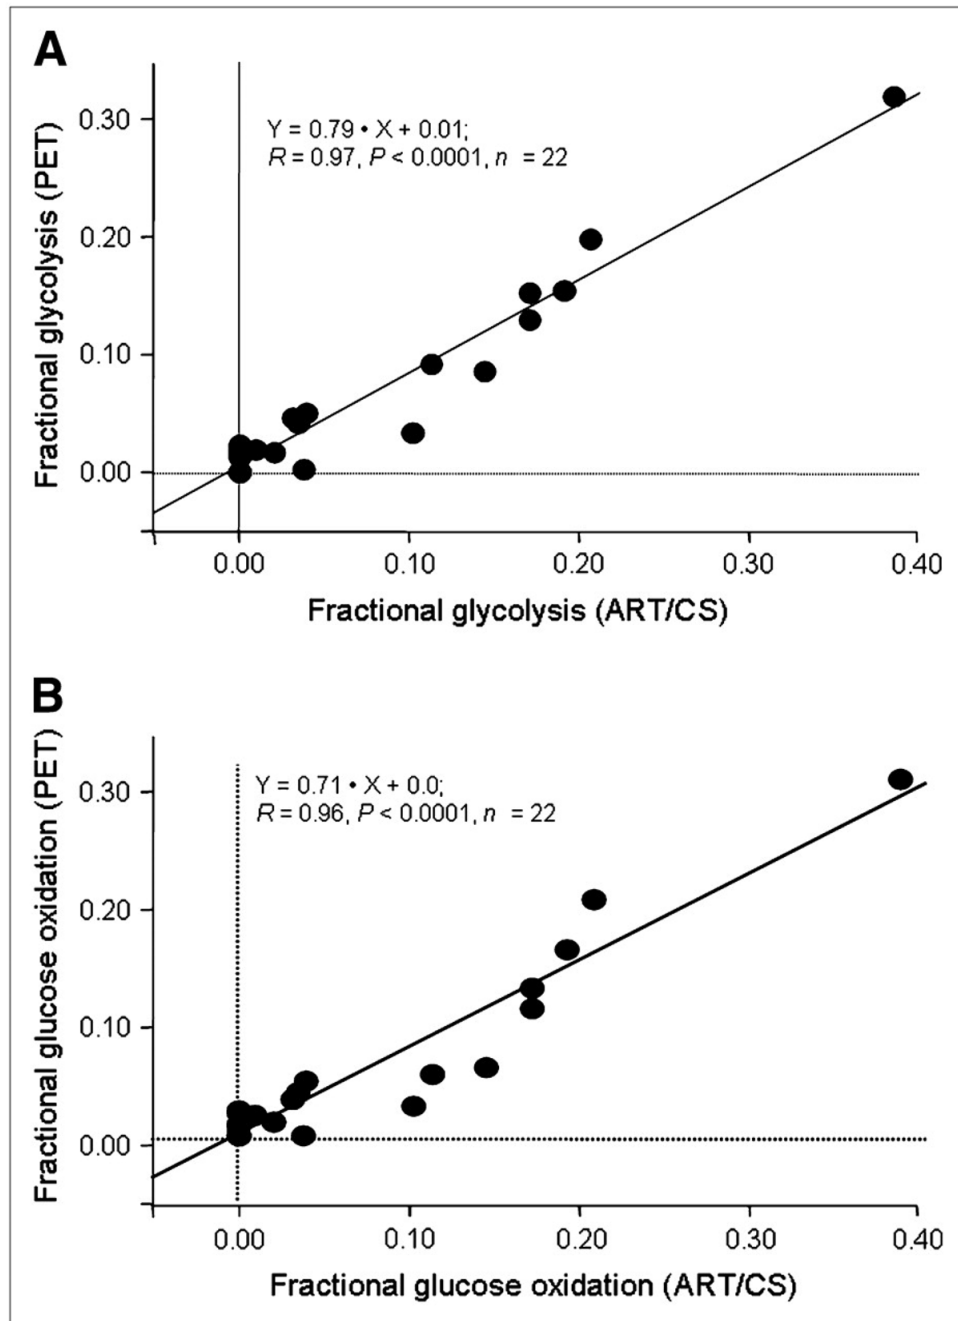 A
Y = 0.79 • X + 0.01;
R = 0.97, P < 0.0001, n = 22
Fractional glycolysis (PET)
0.30
0.20
0.10
0.00
0.00 0.10 0.20 0.30 0.40
Fractional glycolysis (ART/CS)
B
Y = 0.71 • X + 0.0;
R = 0.96, P < 0.0001, n = 22
Fractional glucose oxidation (PET)
0.30
0.20
0.10
0.00
0.00 0.10 0.20 0.30 0.40
Fractional glucose oxidation (ART/CS)